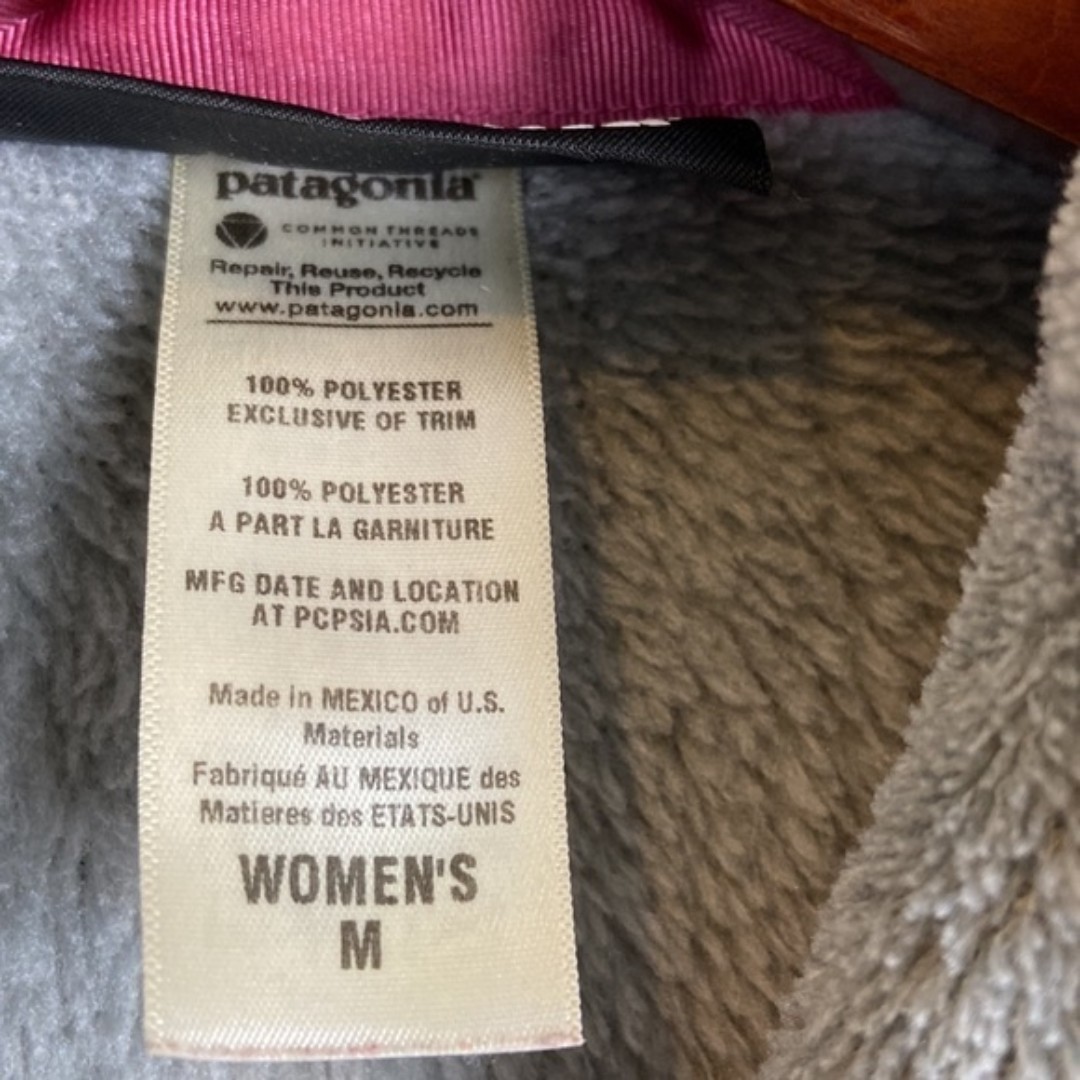 patagonia
COMMON THREADS
INITIATIVE
Repair, Reuse, Recycle
This Product
www.patagonia.com
100% POLYESTER
EXCLUSIVE OF TRIM
100% POLYESTER
A PART LA GARNITURE
MFG DATE AND LOCATION
AT PCPSIA.COM
Made in MEXICO of U.S.
Materials
Fabriqué AU MEXIQUE des
Matieres des ETATS-UNIS
WOMEN'S
M